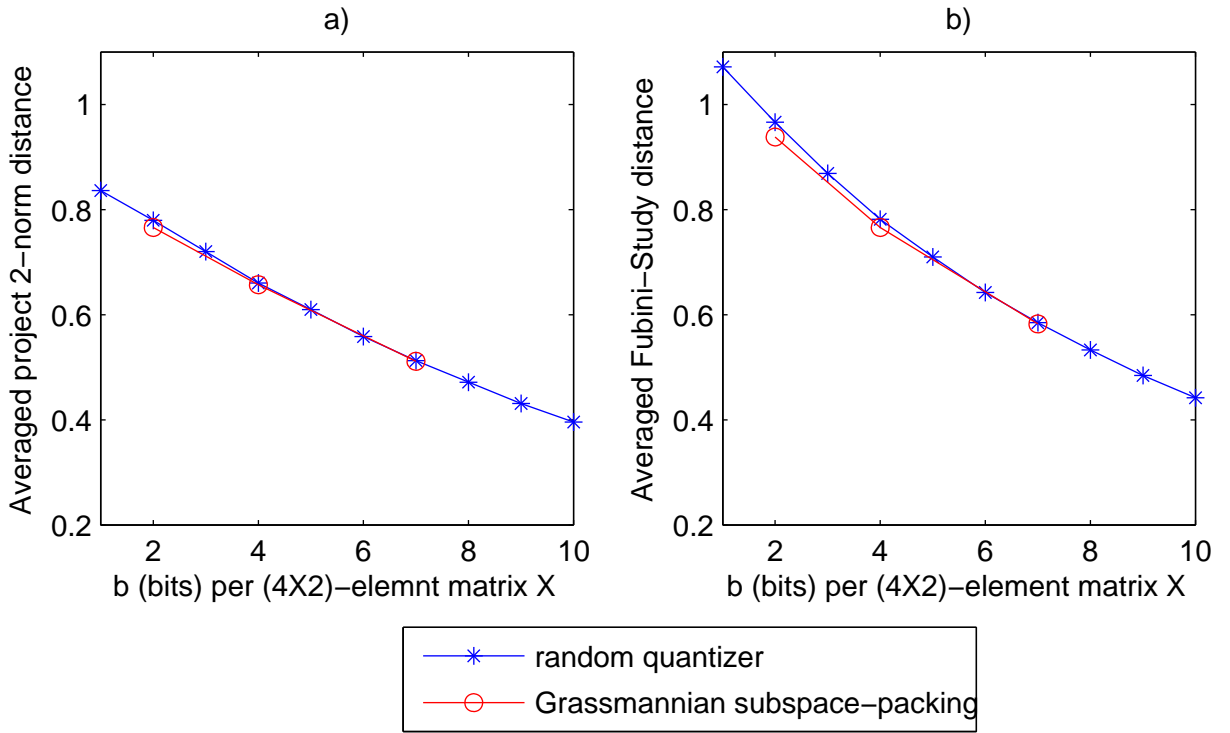 a)
Averaged project 2−norm distance
1
0.8
0.6
0.4
0.2
2 4 6 8 10
b (bits) per (4X2)−elemnt matrix X
b)
Averaged Fubini−Study distance
1
0.8
0.6
0.4
0.2
2 4 6 8 10
b (bits) per (4X2)−element matrix X
random quantizer
Grassmannian subspace−packing